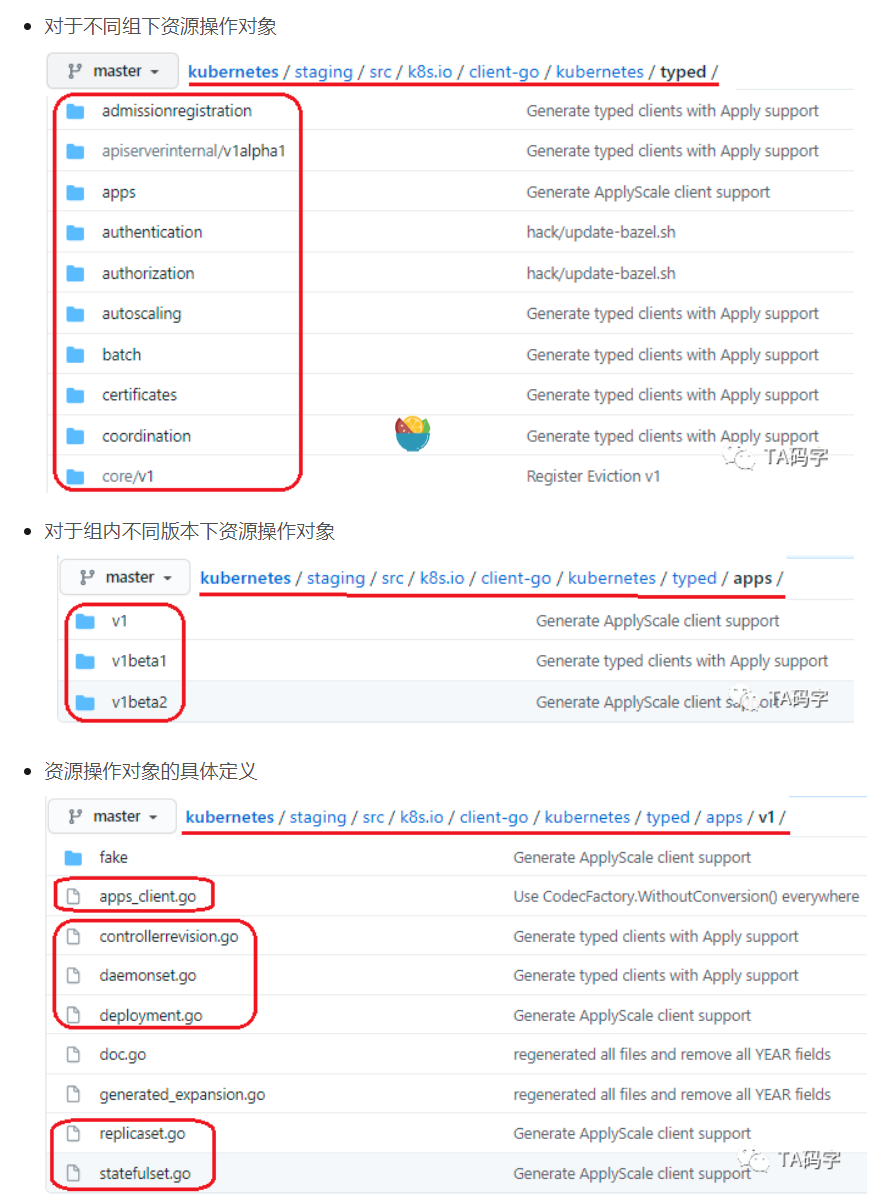 对于不同组下资源操作对象
master kubernetes / staging / src / k8s.io / client-go / kubernetes / typed /
admissionregistration Generate typed clients with Apply support
apiserverinternal/v1alpha1 Generate typed clients with Apply support
apps Generate ApplyScale client support
authentication hack/update-bazel.sh
authorization hack/update-bazel.sh
autoscaling Generate typed clients with Apply support
batch Generate typed clients with Apply support
certificates Generate typed clients with Apply support
coordination Generate typed clients with Apply support
TA码字
core/v1 Register Eviction v1
对于组内不同版本下资源操作对象
master kubernetes / staging / src / k8s.io / client-go / kubernetes / typed / apps /
v1 Generate ApplyScale client support
v1beta1 Generate typed clients with Apply support
v1beta2 Generate ApplyScale client support
TA码字
资源操作对象的具体定义
master kubernetes / staging / src / k8s.io / client-go / kubernetes / typed / apps / v1 /
fake Generate ApplyScale client support
apps_client.go Use CodecFactory.WithoutConversion() everywhere
controllerrevision.go Generate typed clients with Apply support
daemonset.go Generate typed clients with Apply support
deployment.go Generate ApplyScale client support
doc.go regenerated all files and remove all YEAR fields
generated_expansion.go regenerated all files and remove all YEAR fields
replicaset.go Generate ApplyScale client support
TA码字
statefulset.go Generate ApplyScale client support